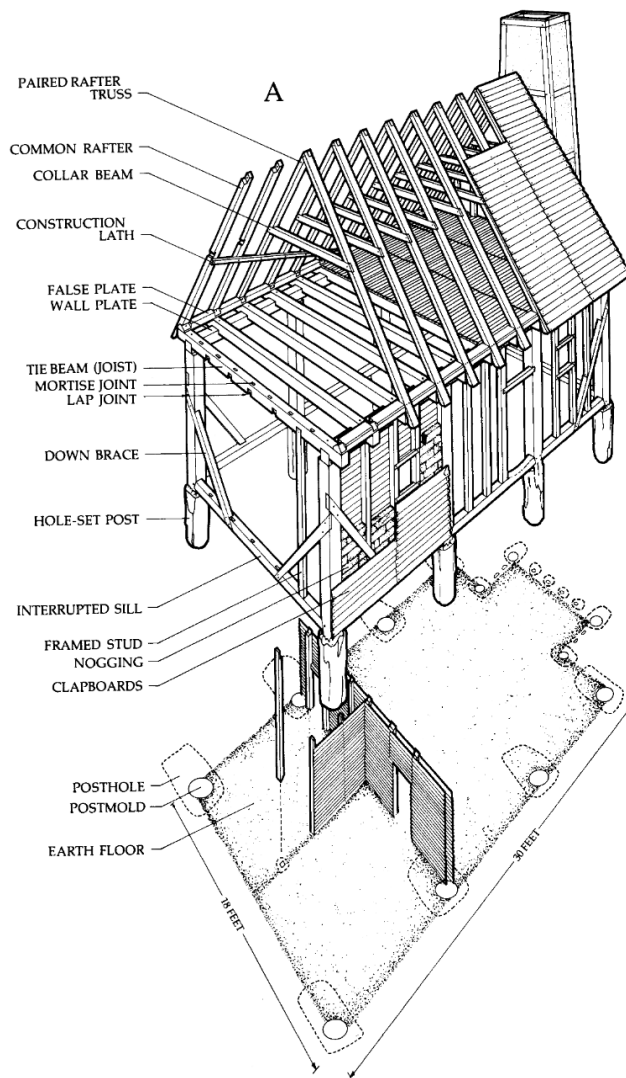 A
PAIRED RAFTER
TRUSS
COMMON RAFTER
COLLAR BEAM
CONSTRUCTION
LATH
FALSE PLATE
WALL PLATE
TIE BEAM (JOIST)
MORTISE JOINT
LAP JOINT
DOWN BRACE
HOLE-SET POST
INTERRUPTED SILL
FRAMED STUD
NOGGING
CLAPBOARDS
POSTHOLE
POSTMOLD
EARTH FLOOR
18 FEET
30 FEET